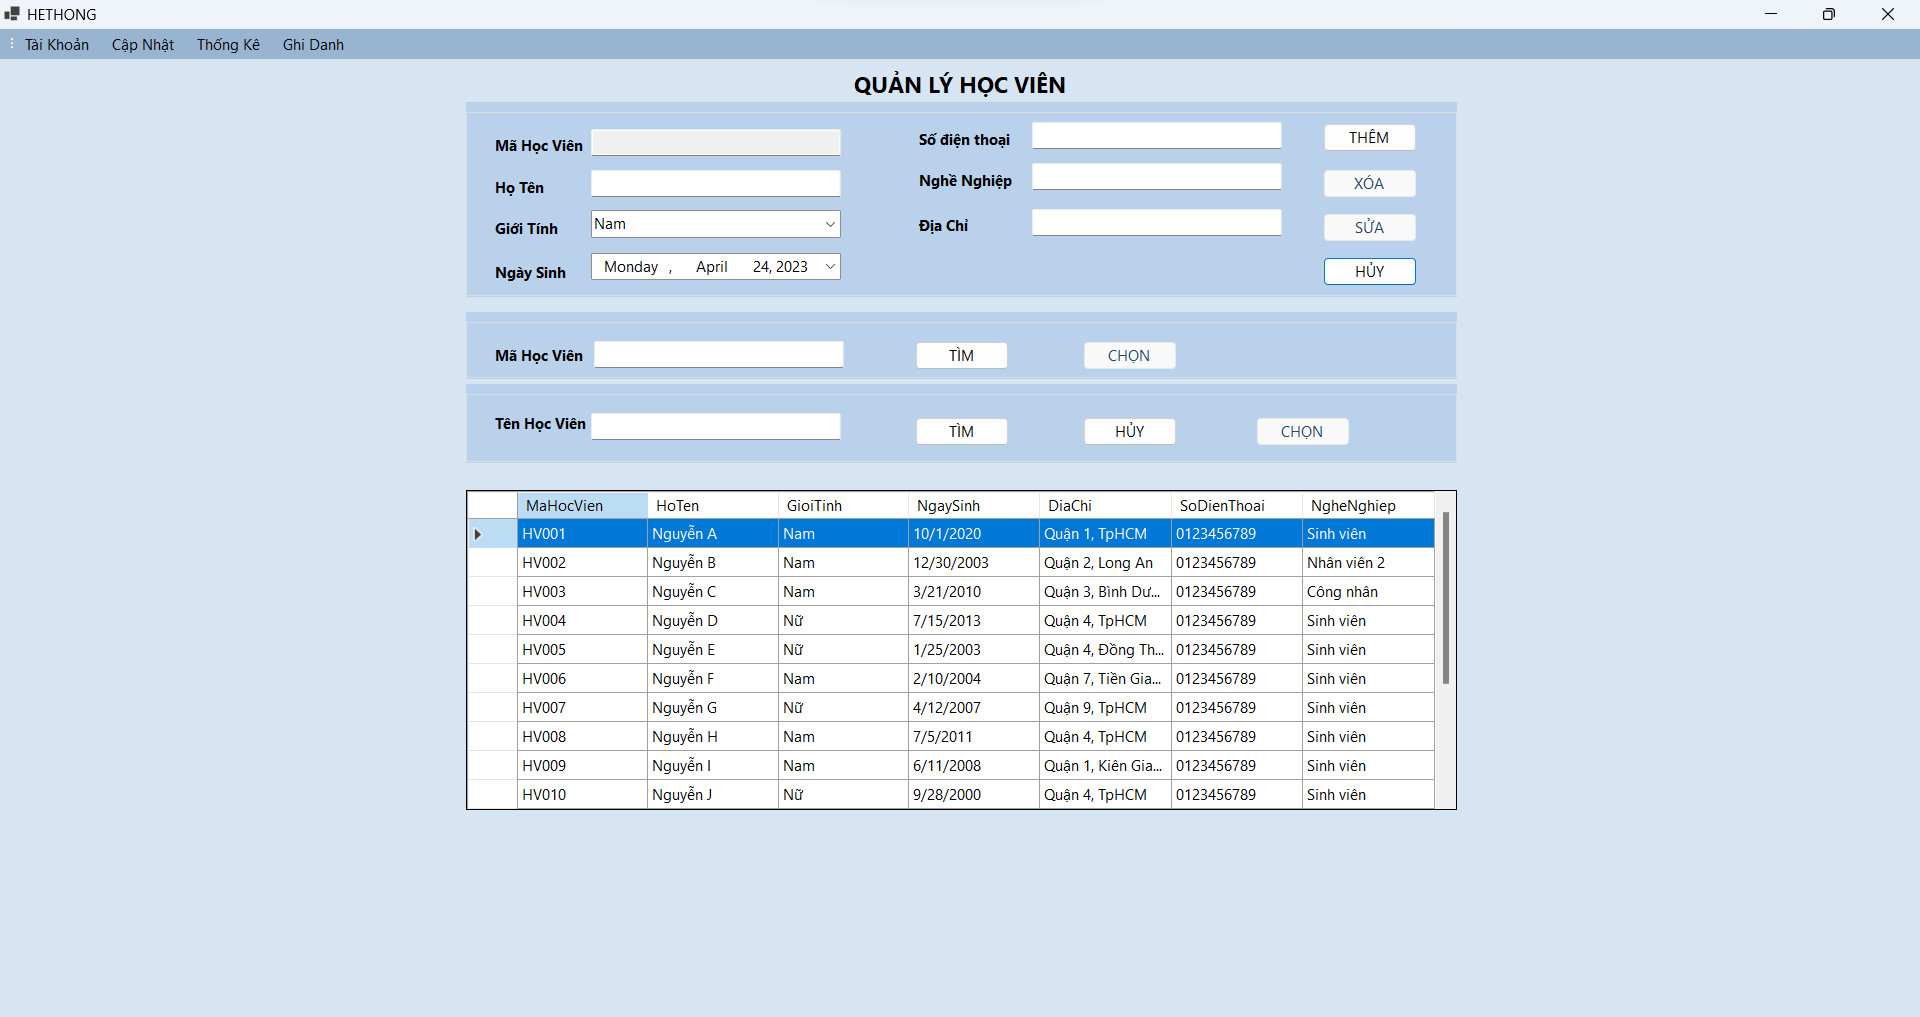 HETHONG
Tài Khoản Cập Nhật Thống Kê Ghi Danh
QUẢN LÝ HỌC VIÊN
Mã Học Viên
Họ Tên
Giới Tính Nam
Ngày Sinh Monday , April 24, 2023
Số điện thoại
Nghề Nghiệp
Địa Chỉ
THÊM
XÓA
SỬA
HỦY
Mã Học Viên TÌM CHỌN
Tên Học Viên TÌM HỦY CHỌN
MaHocVien HoTen GioiTinh NgaySinh DiaChi SoDienThoai NgheNghiep
HV001 Nguyễn A Nam 10/1/2020 Quận 1, TpHCM 0123456789 Sinh viên
HV002 Nguyễn B Nam 12/30/2003 Quận 2, Long An 0123456789 Nhân viên 2
HV003 Nguyễn C Nam 3/21/2010 Quận 3, Bình Dư... 0123456789 Công nhân
HV004 Nguyễn D Nữ 7/15/2013 Quận 4, TpHCM 0123456789 Sinh viên
HV005 Nguyễn E Nữ 1/25/2003 Quận 4, Đồng Th... 0123456789 Sinh viên
HV006 Nguyễn F Nam 2/10/2004 Quận 7, Tiền Gia... 0123456789 Sinh viên
HV007 Nguyễn G Nữ 4/12/2007 Quận 9, TpHCM 0123456789 Sinh viên
HV008 Nguyễn H Nam 7/5/2011 Quận 4, TpHCM 0123456789 Sinh viên
HV009 Nguyễn I Nam 6/11/2008 Quận 1, Kiên Gia... 0123456789 Sinh viên
HV010 Nguyễn J Nữ 9/28/2000 Quận 4, TpHCM 0123456789 Sinh viên